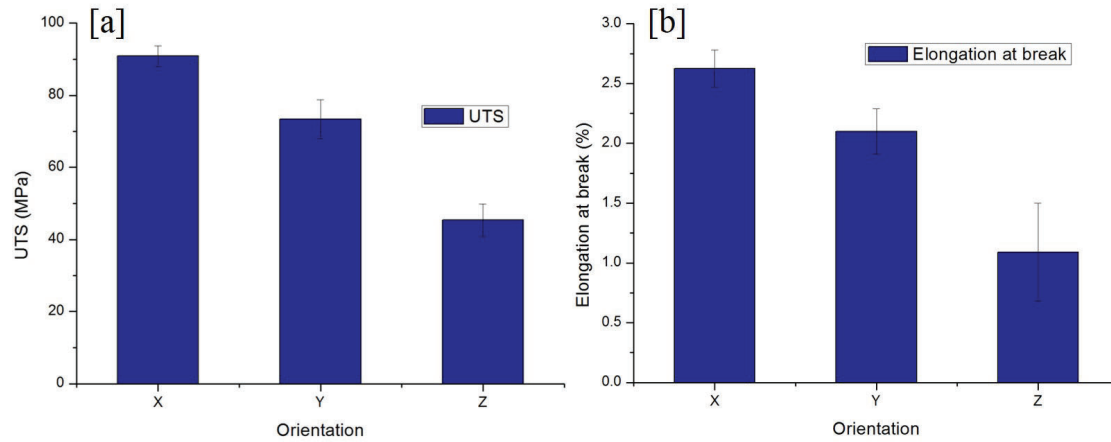 [a]
100
80
60
40
20
0
UTS (MPa)
UTS
X Y Z
Orientation
[b]
3.0
2.5
2.0
1.5
1.0
0.5
0.0
Elongation at break (%)
Elongation at break
X Y Z
Orientation